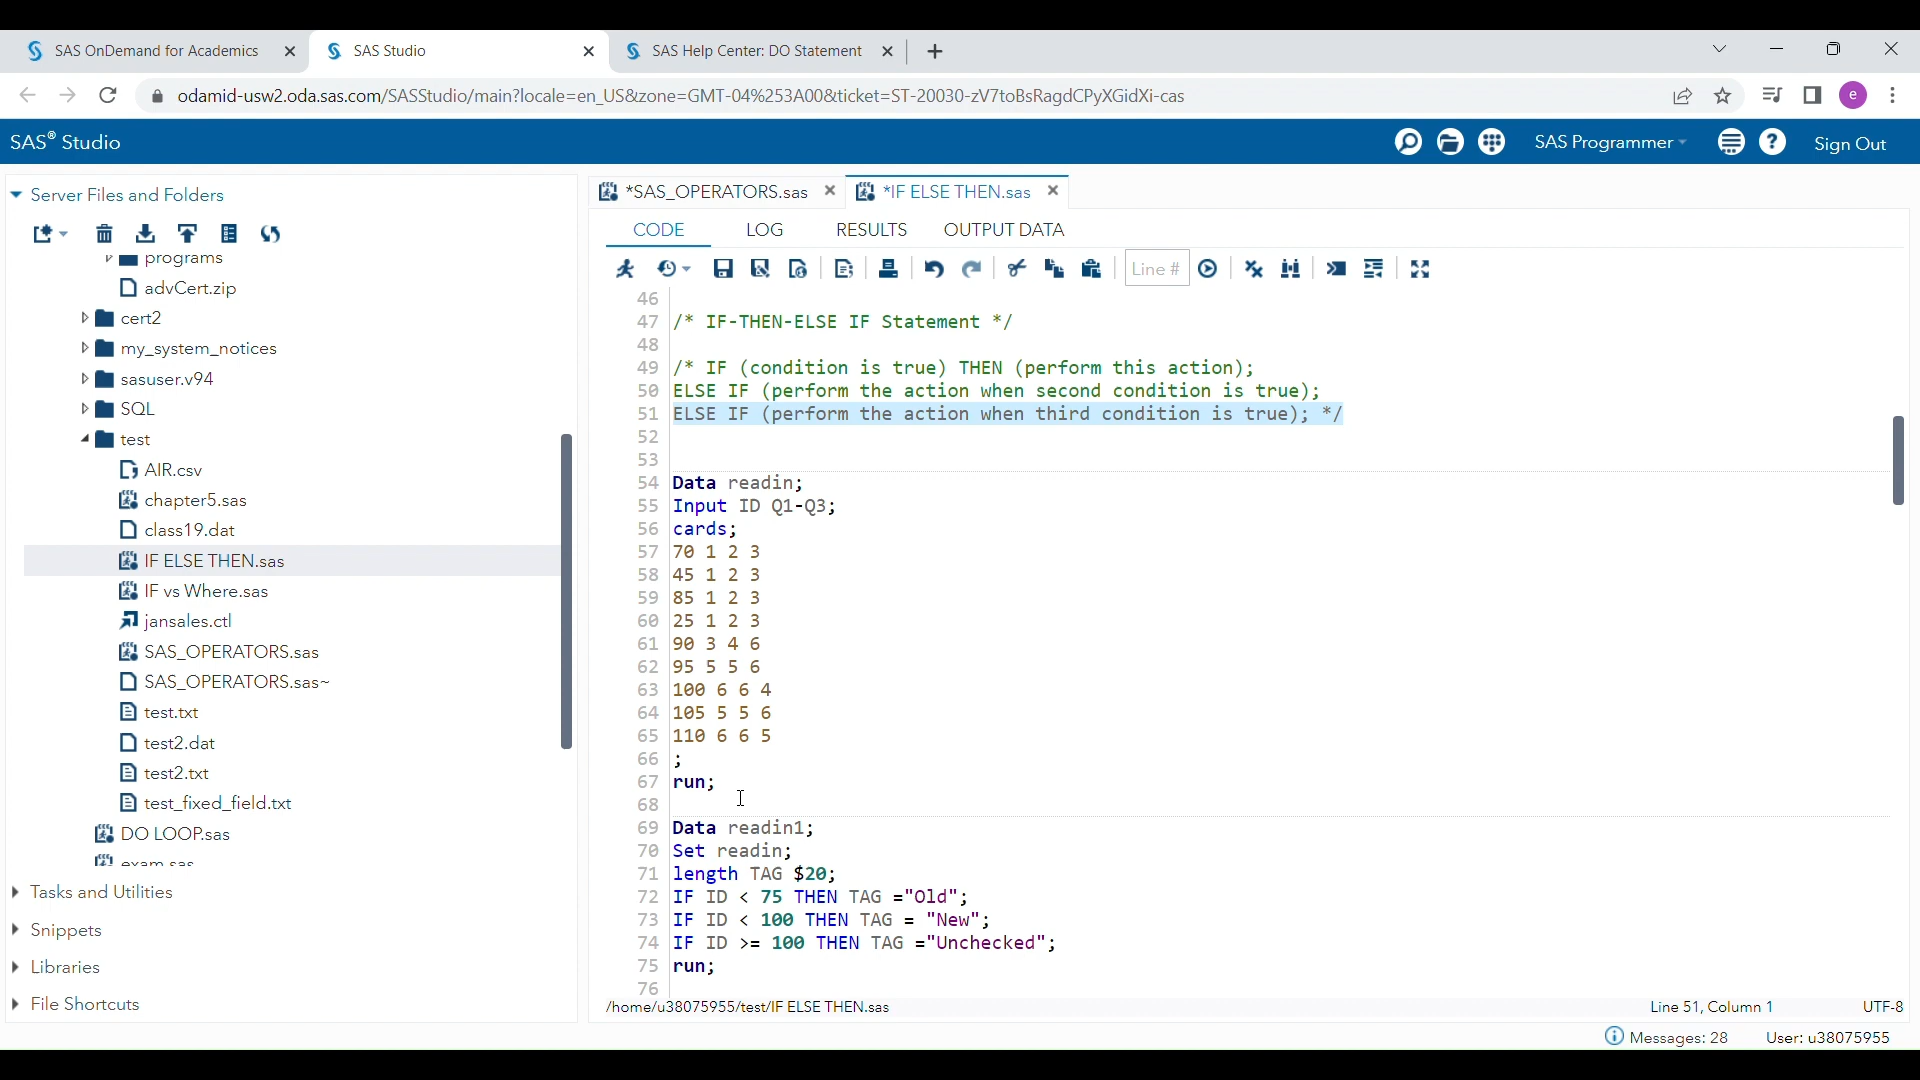 SAS OnDemand for Academics
SAS Studio
SAS Help Center: DO Statement
odamid-usw2.oda.sas.com/SASStudio/main?locale=en_US&zone=GMT-04%253A00&ticket=ST-20030-zV7toBsRagdCPyXGidXi-cas
e
SAS® Studio
SAS Programmer
Sign Out
Server Files and Folders
programs
advCert.zip
cert2
my_system_notices
sasuser.v94
SQL
test
AIR.csv
chapter5.sas
class19.dat
IF ELSE THEN.sas
IF vs Where.sas
jansales.ctl
SAS_OPERATORS.sas
SAS_OPERATORS.sas~
test.txt
test2.dat
test2.txt
test_fixed_field.txt
DO LOOP.sas
exam.sas
Tasks and Utilities
Snippets
Libraries
File Shortcuts
*SAS_OPERATORS.sas
*IF ELSE THEN.sas
CODE LOG RESULTS OUTPUT DATA
Line #
46
47 /* IF-THEN-ELSE IF Statement */
48
49 /* IF (condition is true) THEN (perform this action);
50 ELSE IF (perform the action when second condition is true);
51 ELSE IF (perform the action when third condition is true); */
52
53
54 Data readin;
55 Input ID Q1-Q3;
56 cards;
57 70 1 2 3
58 45 1 2 3
59 85 1 2 3
60 25 1 2 3
61 90 3 4 6
62 95 5 5 6
63 100 6 6 4
64 105 5 5 6
65 110 6 6 5
66 ;
67 run;
68
69 Data readin1;
70 Set readin;
71 length TAG $20;
72 IF ID < 75 THEN TAG ="Old";
73 IF ID < 100 THEN TAG = "New";
74 IF ID >= 100 THEN TAG ="Unchecked";
75 run;
76
/home/u38075955/test/IF ELSE THEN.sas
Line 51, Column 1
UTF-8
Messages: 28
User: u38075955